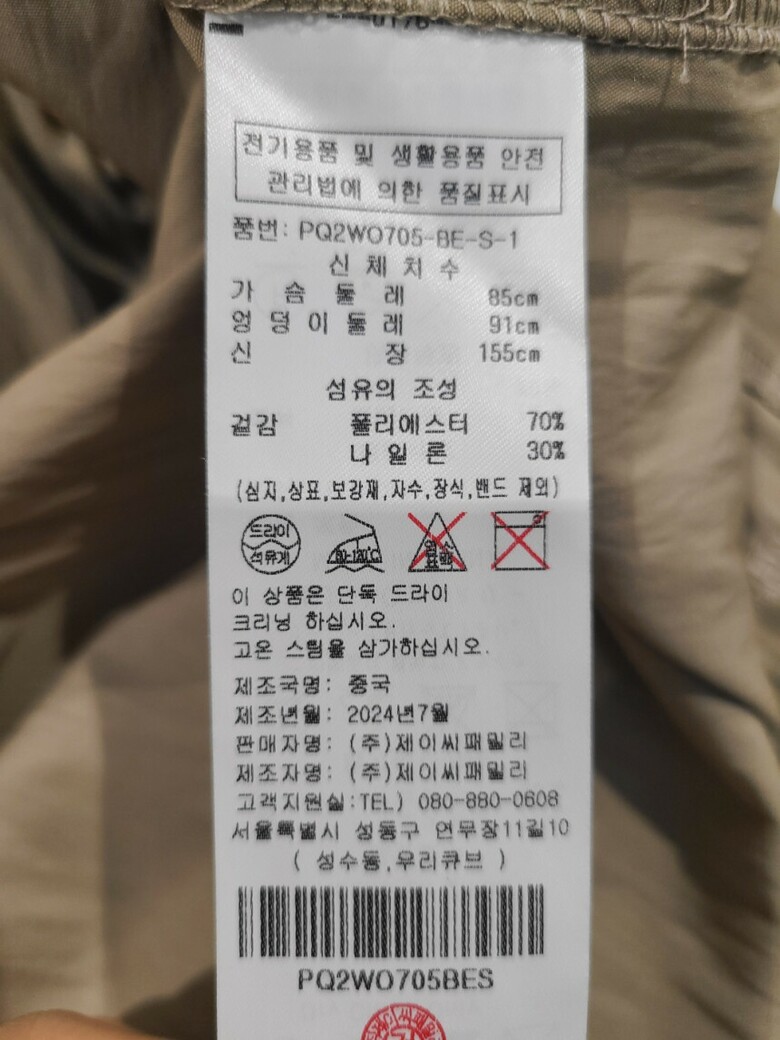 전기용품 및 생활용품 안전
관리법에 의한 품질표시
품번: PQ2WO705-BE-S-1
신체치수
가슴둘레 85cm
엉덩이둘레 91cm
신장 155cm
섬유의 조성
겉감 폴리에스터 70%
나일론 30%
(심지,상표,보강재,자수,장식,밴드 제외)
드라이
석유계
80-120℃
이 상품은 단독 드라이
크리닝 하십시오.
고온 스팀을 삼가하십시오.
제조국명: 중국
제조년월: 2024년7월
판매자명: (주)제이씨패밀리
제조자명: (주)제이씨패밀리
고객지원실:TEL) 080-880-0608
서울특별시 성동구 연무장11길10
( 성수동,우리큐브 )
PQ2WO705BES